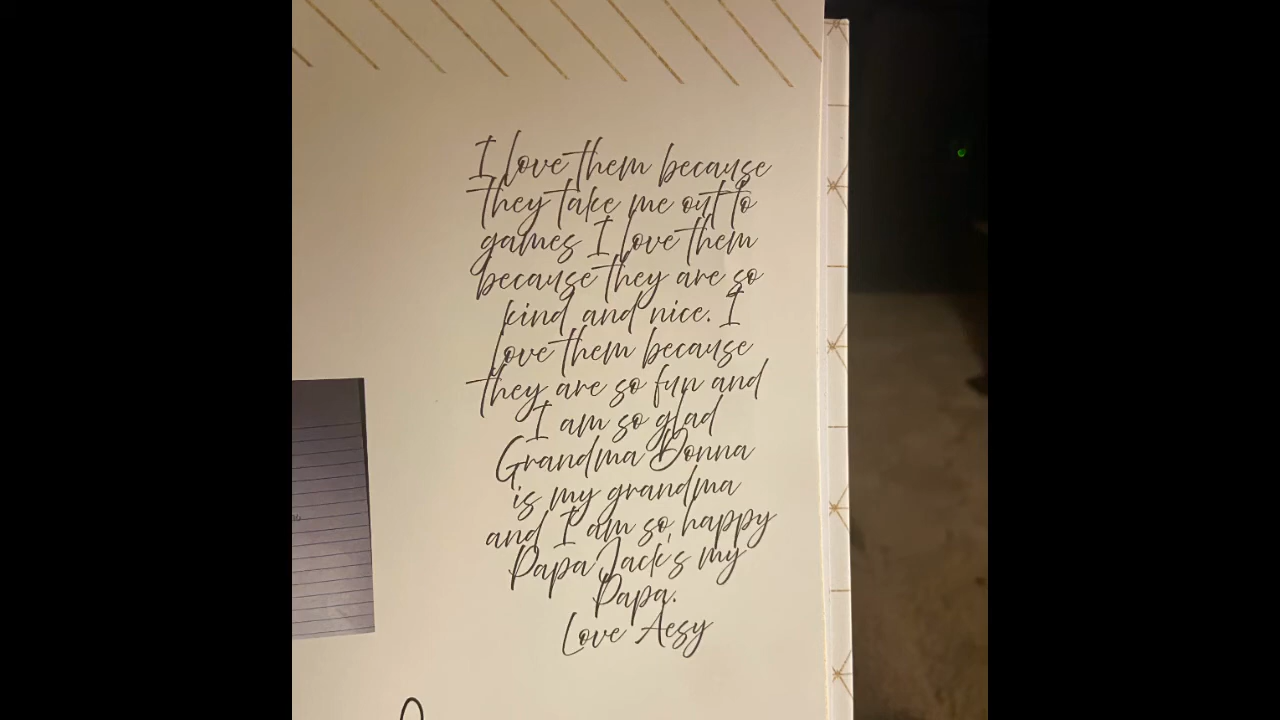 I love them because
they take me out to
games I love them
because they are so
kind and nice. I
love them because
they are so fun and
I am so glad
Grandma Donna
is my grandma
and I am so happy
Papa Jack's my
Papa.
Love Aesy